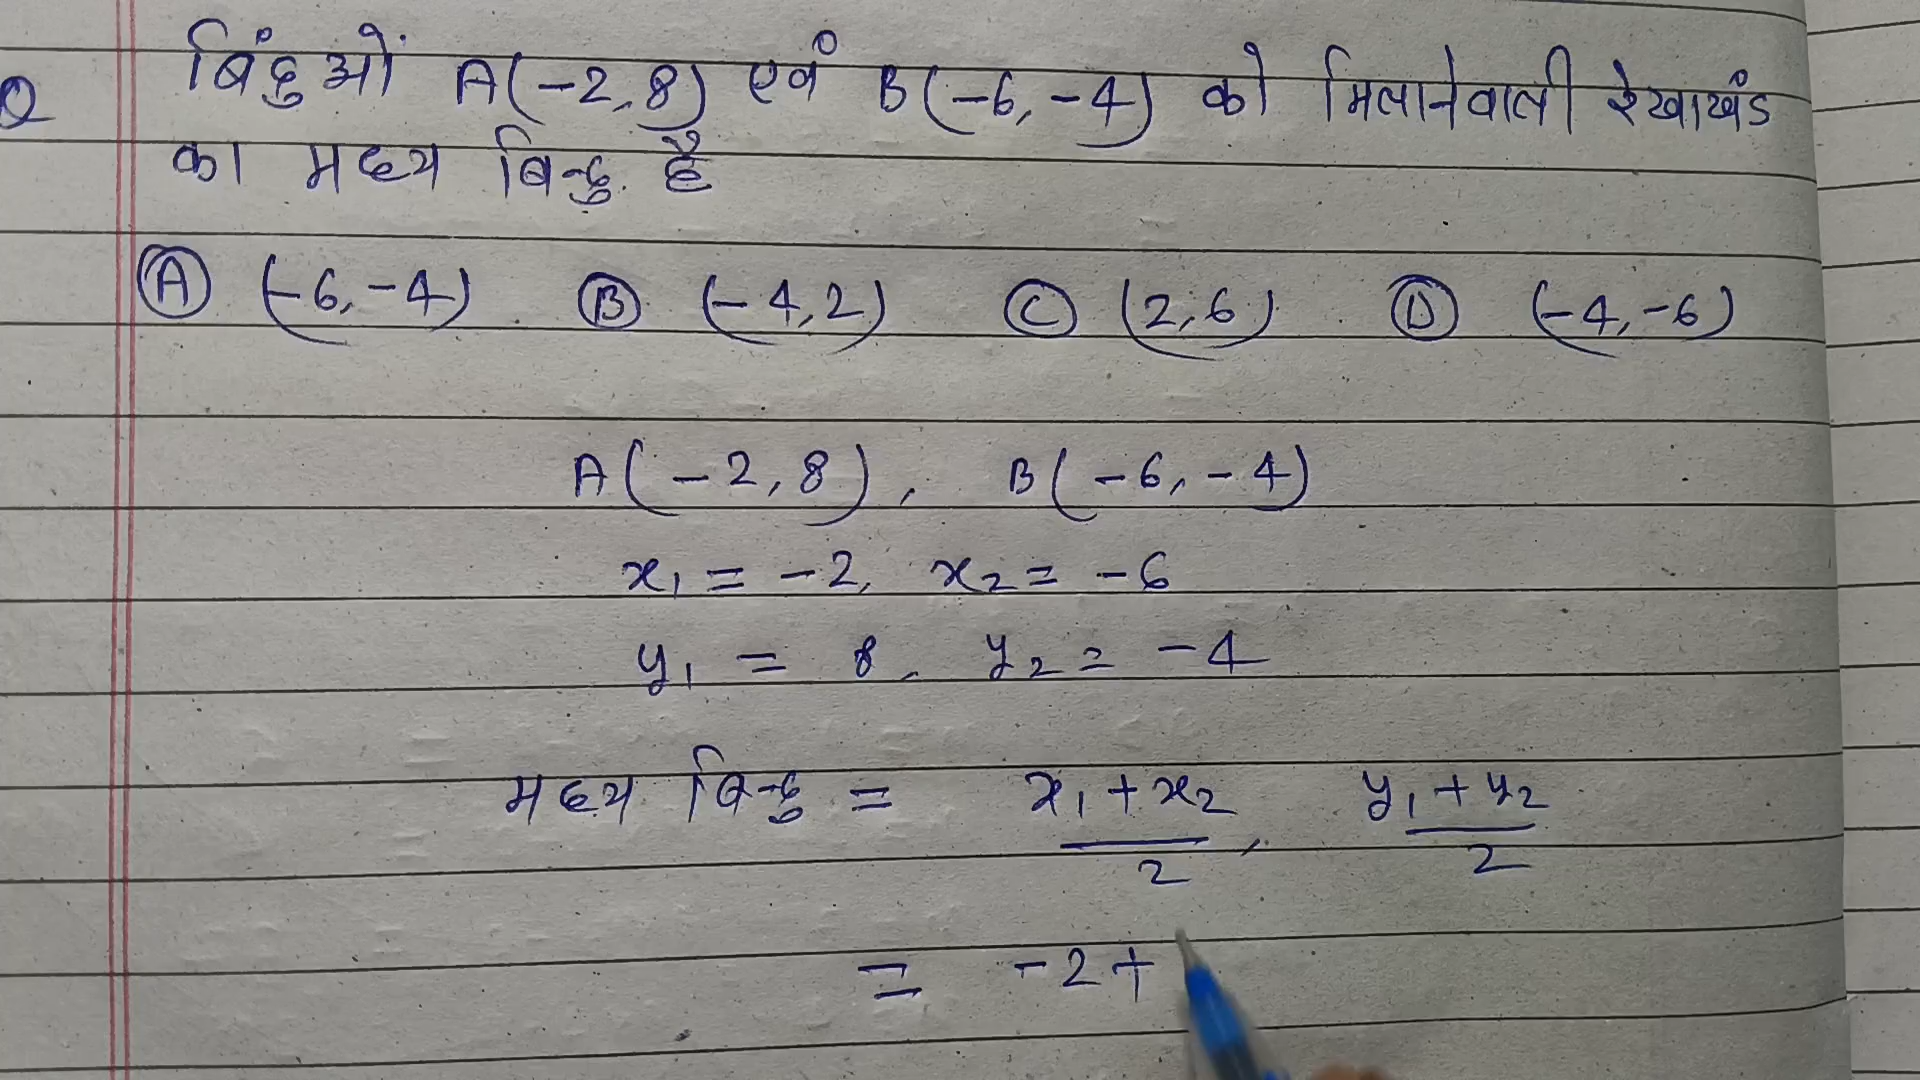 Q बिंदुओं A(-2,8) एवं B(-6,-4) को मिलानेवाली रेखाखंड
का मध्य बिन्दु है
Ⓐ (-6,-4) Ⓑ (-4,2) Ⓒ (2,6) Ⓓ (-4,-6)
A(-2,8), B(-6,-4)
x₁ = -2, x₂ = -6
y₁ = 8, y₂ = -4
मध्य बिन्दु = x₁+x₂/2, y₁+y₂/2
= -2+